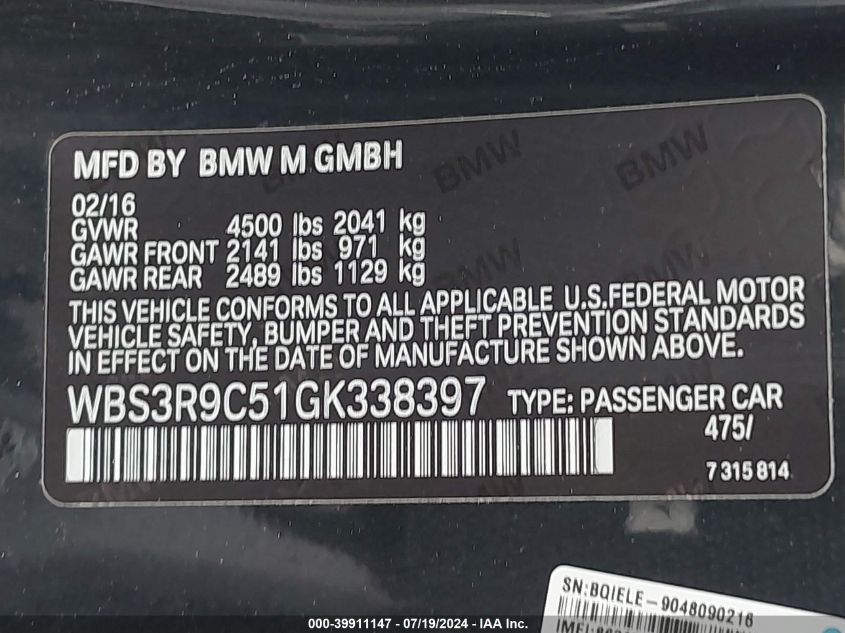 MFD BY BMW M GMBH
02/16
GVWR 4500 lbs 2041 kg
GAWR FRONT 2141 lbs 971 kg
GAWR REAR 2489 lbs 1129 kg
THIS VEHICLE CONFORMS TO ALL APPLICABLE U.S.FEDERAL MOTOR
VEHICLE SAFETY, BUMPER AND THEFT PREVENTION STANDARDS
IN EFFECT ON THE DATE OF MANUFACTURE SHOWN ABOVE.
WBS3R9C51GK338397 TYPE: PASSENGER CAR
475/
7315814
SN:BQIELE-9048090216
000-39911147 - 07/19/2024 - IAA Inc.